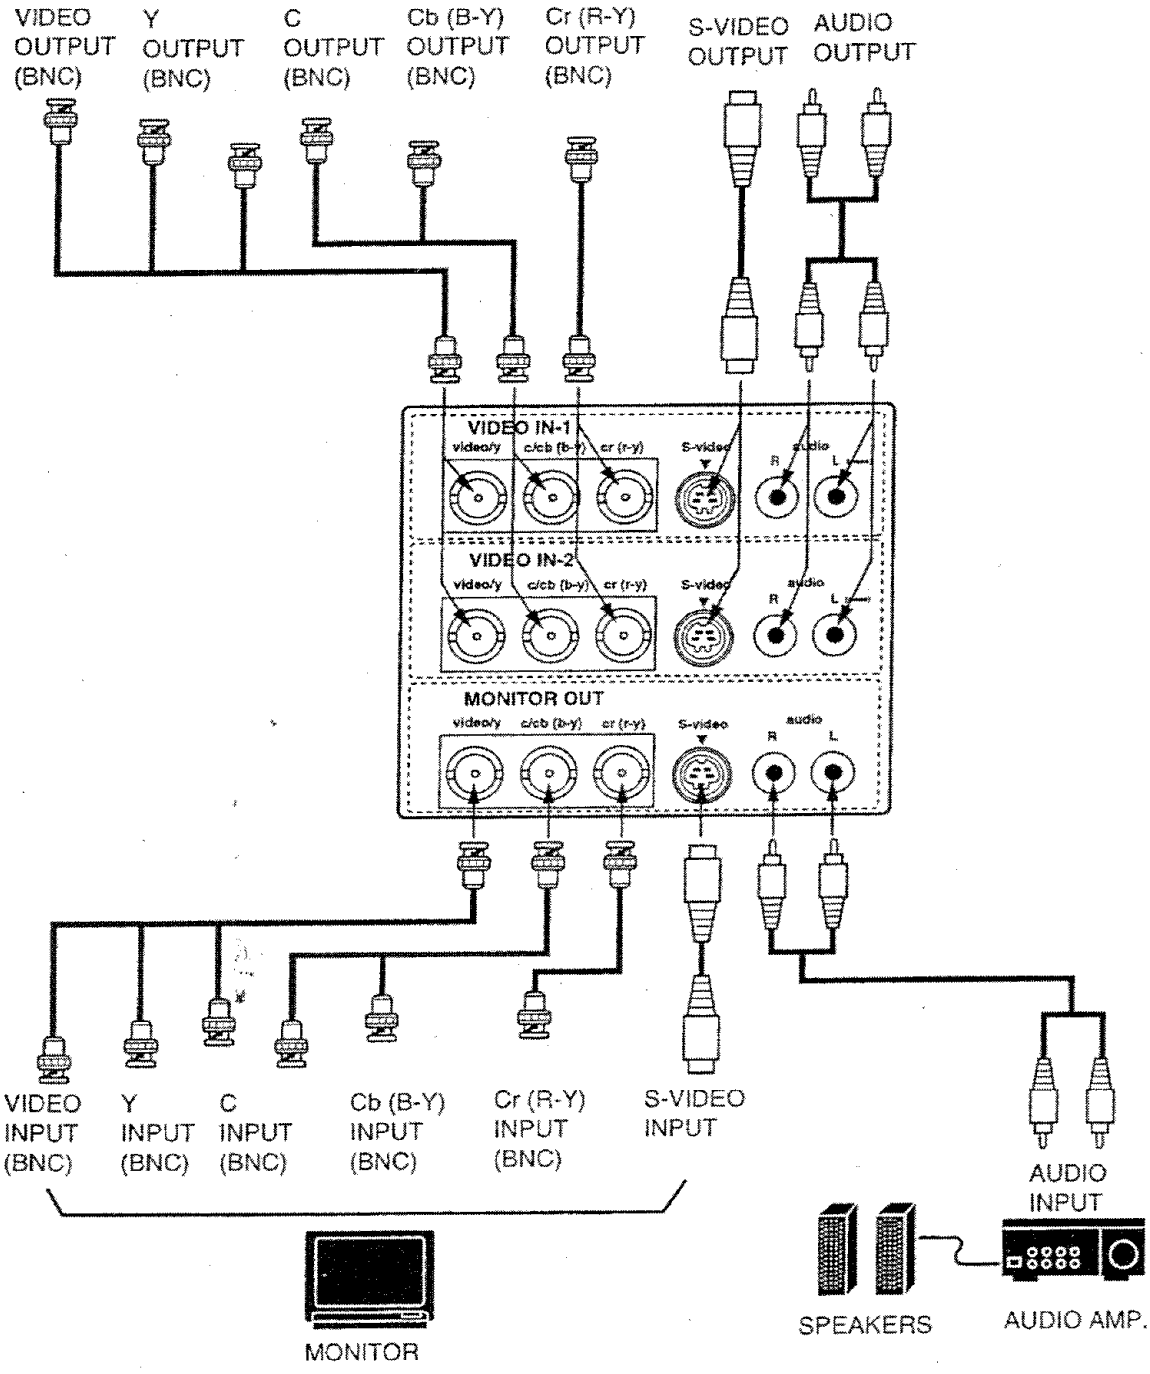 VIDEO
OUTPUT
(BNC)
Y
OUTPUT
(BNC)
C
OUTPUT
(BNC)
Cb (B-Y)
OUTPUT
(BNC)
Cr (R-Y)
OUTPUT
(BNC)
S-VIDEO
OUTPUT
AUDIO
OUTPUT
VIDEO IN-1
video/y
c/cb (b-y)
cr (r-y)
S-video
audio
R
L
VIDEO IN-2
video/y
c/cb (b-y)
cr (r-y)
S-video
audio
R
L
MONITOR OUT
video/y
c/cb (b-y)
cr (r-y)
S-video
audio
R
L
VIDEO
INPUT
(BNC)
Y
INPUT
(BNC)
C
INPUT
(BNC)
Cb (B-Y)
INPUT
(BNC)
Cr (R-Y)
INPUT
(BNC)
S-VIDEO
INPUT
AUDIO
INPUT
MONITOR
SPEAKERS
AUDIO AMP.